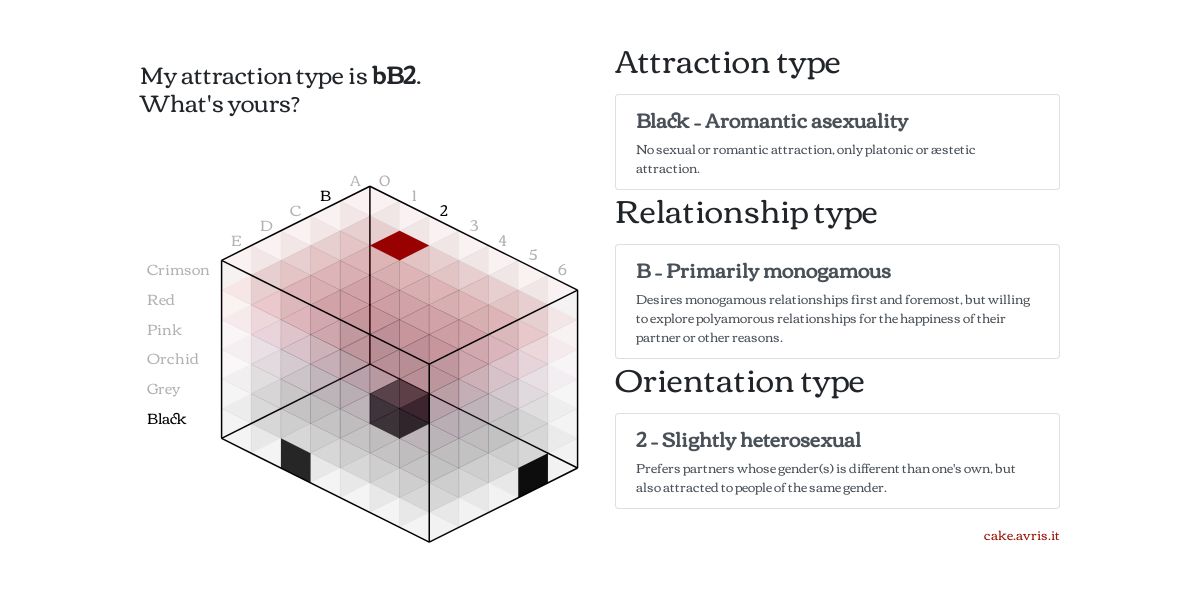 My attraction type is bB2.
What's yours?
A O
B 1
C 2
D 3
E 4
5
6
Crimson
Red
Pink
Orchid
Grey
Black
Attraction type
Black – Aromantic asexuality
No sexual or romantic attraction, only platonic or æstetic
attraction.
Relationship type
B – Primarily monogamous
Desires monogamous relationships first and foremost, but willing
to explore polyamorous relationships for the happiness of their
partner or other reasons.
Orientation type
2 – Slightly heterosexual
Prefers partners whose gender(s) is different than one's own, but
also attracted to people of the same gender.
cake.avris.it